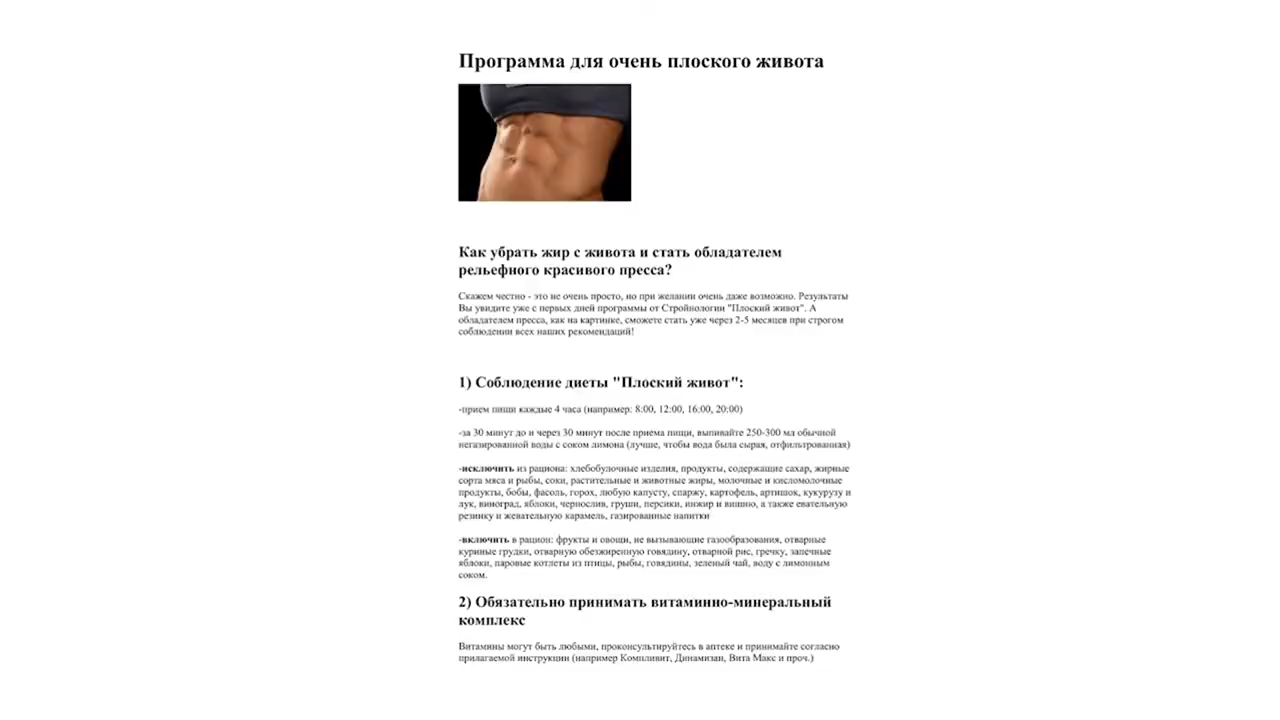 Программа для очень плоского живота
Как убрать жир с живота и стать обладателем
рельефного красивого пресса?
Скажем честно - это не очень просто, но при желании очень даже возможно. Результаты
Вы увидите уже с первых дней программы от Стройнологии "Плоский живот". А
обладателем пресса, как на картинке, сможете стать уже через 2-5 месяцев при строгом
соблюдении всех наших рекомендаций!
1) Соблюдение диеты "Плоский живот":
-прием пищи каждые 4 часа (например: 8:00, 12:00, 16:00, 20:00)
-за 30 минут до и через 30 минут после приема пищи, выпивайте 250-300 мл обычной
негазированной воды с соком лимона (лучше, чтобы вода была сырая, отфильтрованная)
-исключить из рациона: хлебобулочные изделия, продукты, содержащие сахар, жирные
сорта мяса и рыбы, соки, растительные и животные жиры, молочные и кисломолочные
продукты, бобы, фасоль, горох, любую капусту, спаржу, картофель, артишок, кукурузу и
лук, виноград, яблоки, чернослив, груши, персики, инжир и вишню, а также евательную
резинку и жевательную карамель, газированные напитки
-включить в рацион: фрукты и овощи, не вызывающие газообразования, отварные
куриные грудки, отварную обезжиренную говядину, отварной рис, гречку, запечные
яблоки, паровые котлеты из птицы, рыбы, говядины, зеленый чай, воду с лимонным
соком.
2) Обязательно принимать витаминно-минеральный
комплекс
Витамины могут быть любыми, проконсультируйтесь в аптеке и принимайте согласно
прилагаемой инструкции (например Компливит, Динамизан, Вита Макс и проч.)